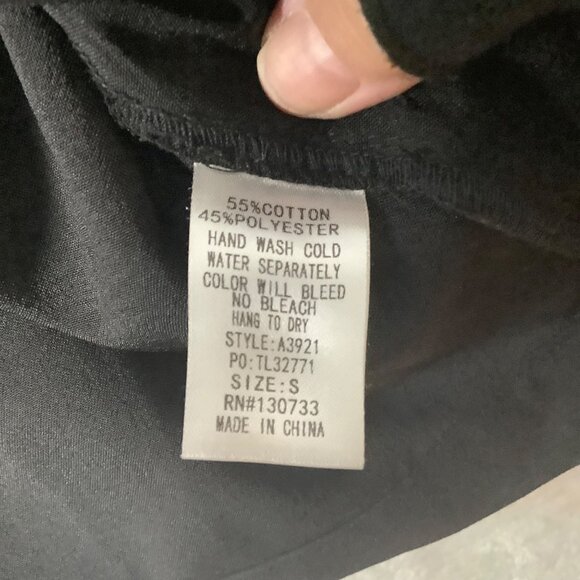 55%COTTON
45%POLYESTER
HAND WASH COLD
WATER SEPARATELY
COLOR WILL BLEED
NO BLEACH
HANG TO DRY
STYLE:A3921
PO:TL32771
SIZE:S
RN#130733
MADE IN CHINA